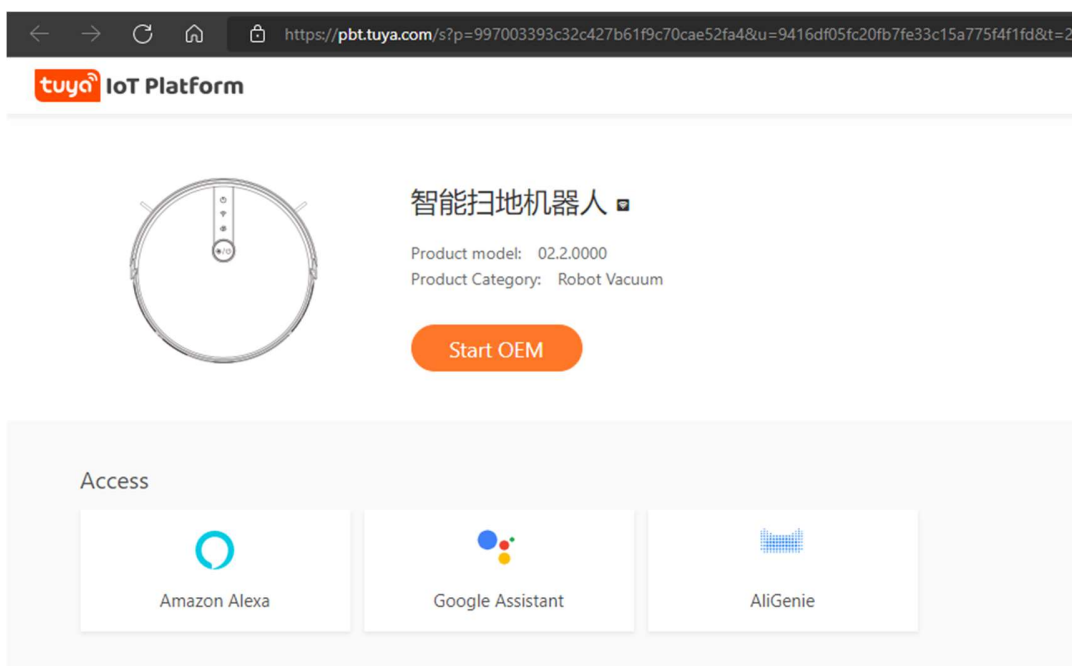 https://pbt.tuya.com/s?p=997003393c32c427b61f9c70cae52fa4&u=9416df05fc20fb7fe33c15a775f4f1fd&t=2
tuya IoT Platform
智能扫地机器人
Product model: 02.2.0000
Product Category: Robot Vacuum
Start OEM
Access
Amazon Alexa
Google Assistant
AliGenie